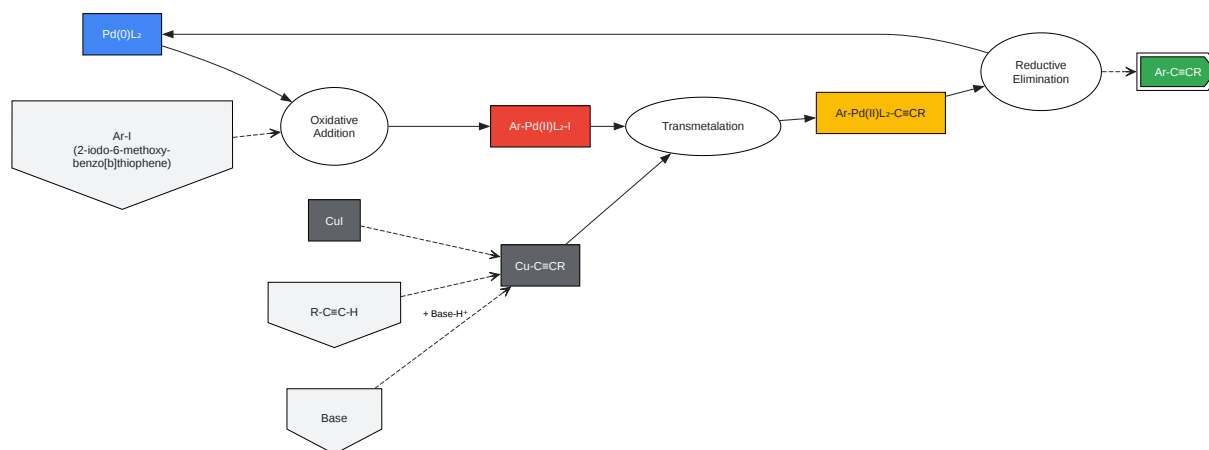 Pd(0)L₂
Reductive
Elimination
Ar-C≡CR
Ar-I
(2-iodo-6-methoxy-
benzo[b]thiophene)
Oxidative
Addition
Ar-Pd(II)L₂-I
Transmetalation
Ar-Pd(II)L₂-C≡CR
CuI
Cu-C≡CR
R-C≡C-H
+ Base-H⁺
Base